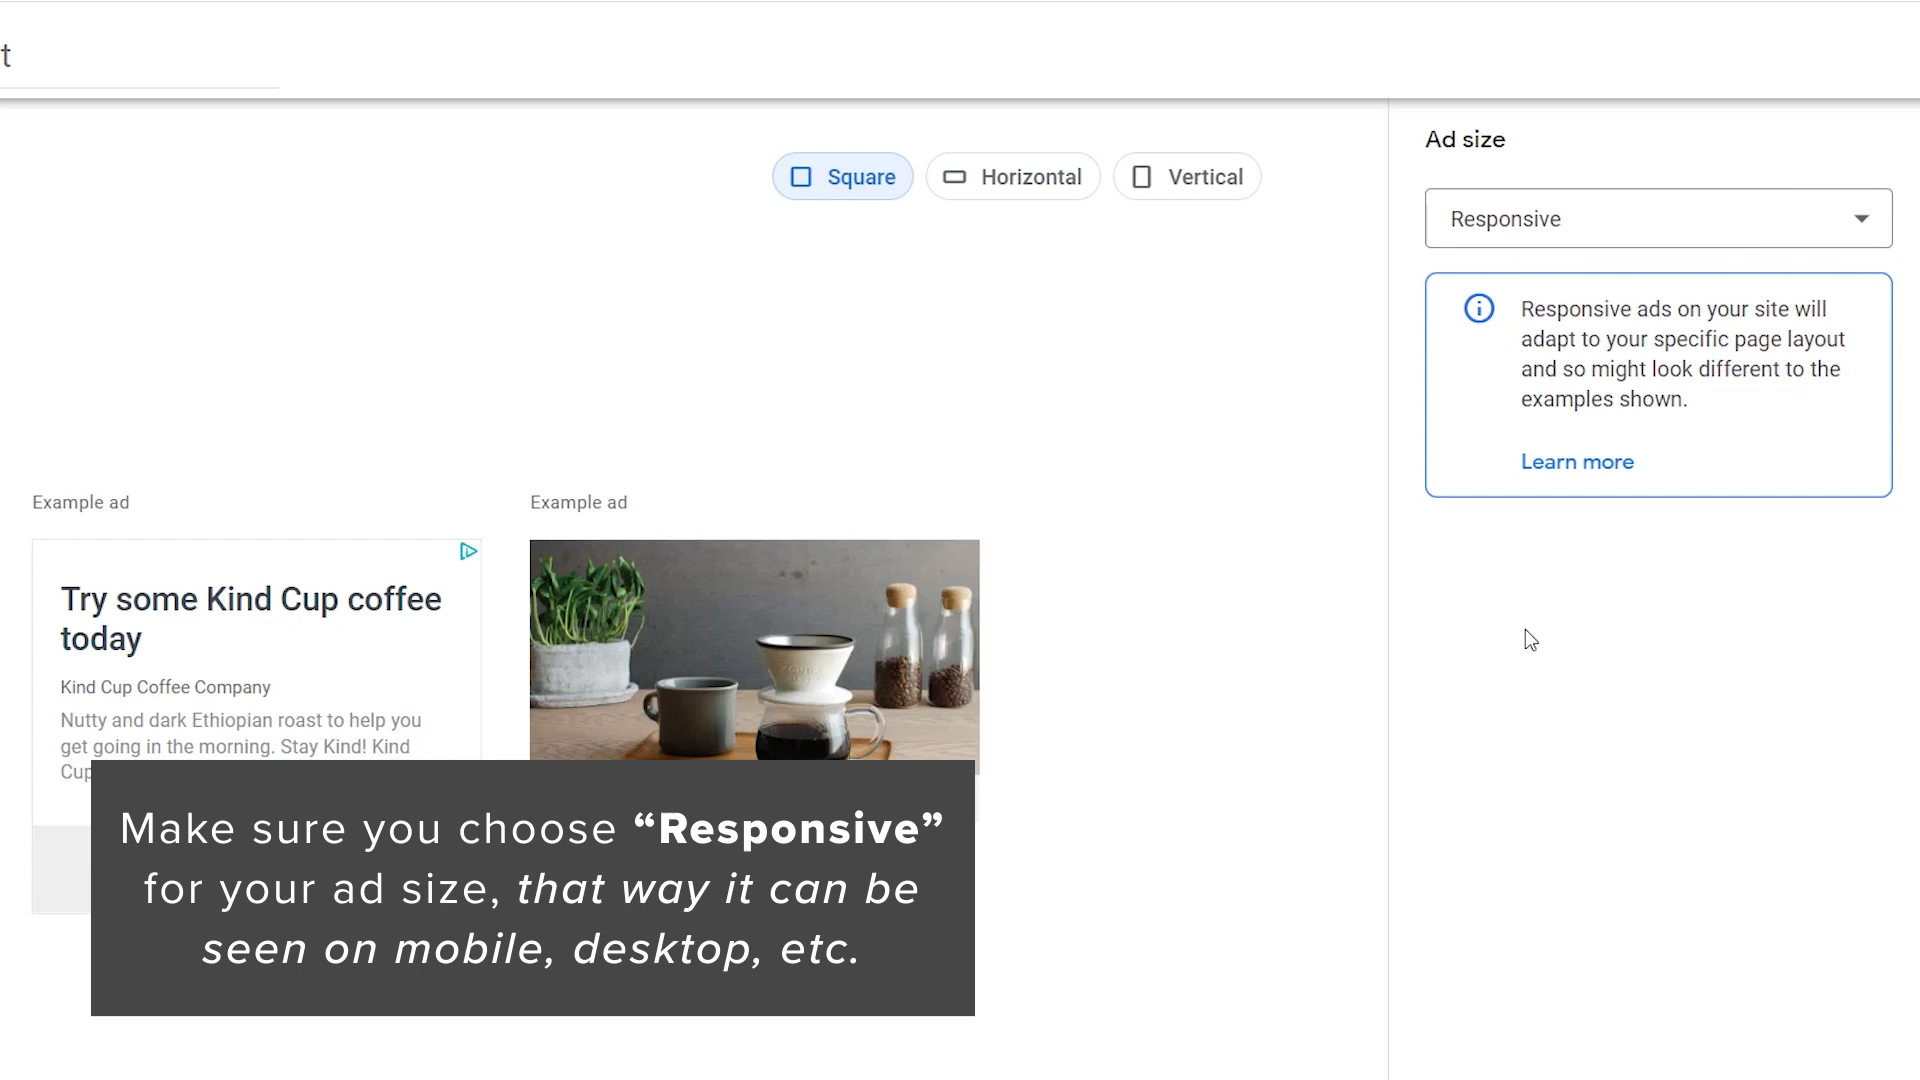 t
Square
Horizontal
Vertical
Ad size
Responsive
Responsive ads on your site will
adapt to your specific page layout
and so might look different to the
examples shown.
Learn more
Example ad
Try some Kind Cup coffee
today
Kind Cup Coffee Company
Nutty and dark Ethiopian roast to help you
get going in the morning. Stay Kind! Kind
Cup
Example ad
Make sure you choose “Responsive”
for your ad size, that way it can be
seen on mobile, desktop, etc.